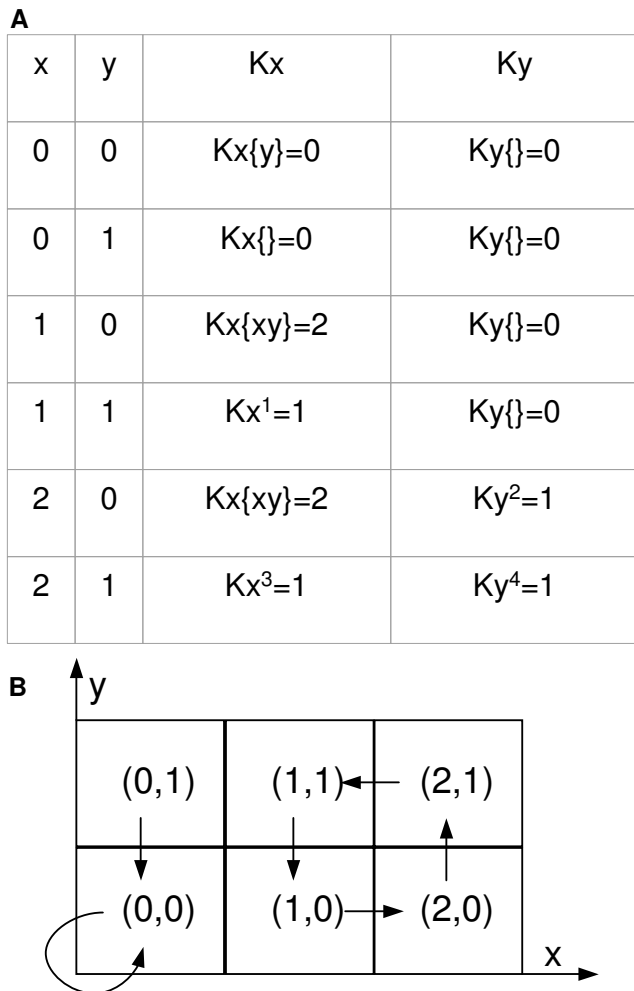 A
x y Kx Ky
0 0 Kx{y}=0 Ky{}=0
0 1 Kx{}=0 Ky{}=0
1 0 Kx{xy}=2 Ky{}=0
1 1 Kx¹=1 Ky{}=0
2 0 Kx{xy}=2 Ky²=1
2 1 Kx³=1 Ky⁴=1
B y
(0,1) (1,1) (2,1)
(0,0) (1,0) (2,0)
x